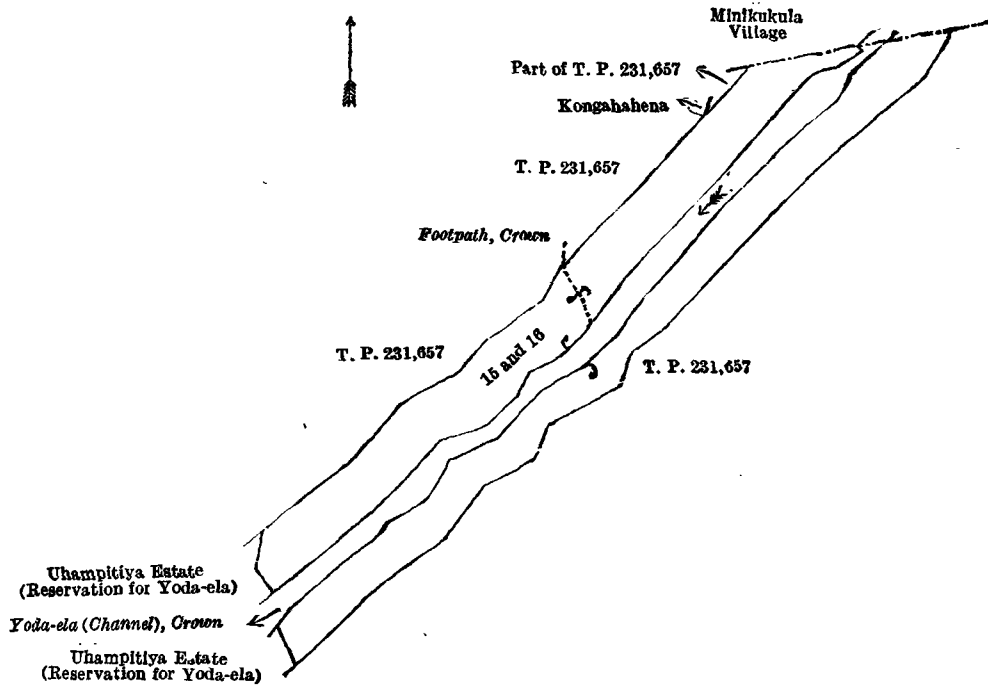 Minikukula
Village
Part of T. P. 231,657
Kongahahena
T. P. 231,657
Footpath, Crown
T. P. 231,657
15 and 16
T. P. 231,657
Uhampitiya Estate
(Reservation for Yoda-ela)
Yoda-ela (Channel), Crown
Uhampitiya Estate
(Reservation for Yoda-ela)